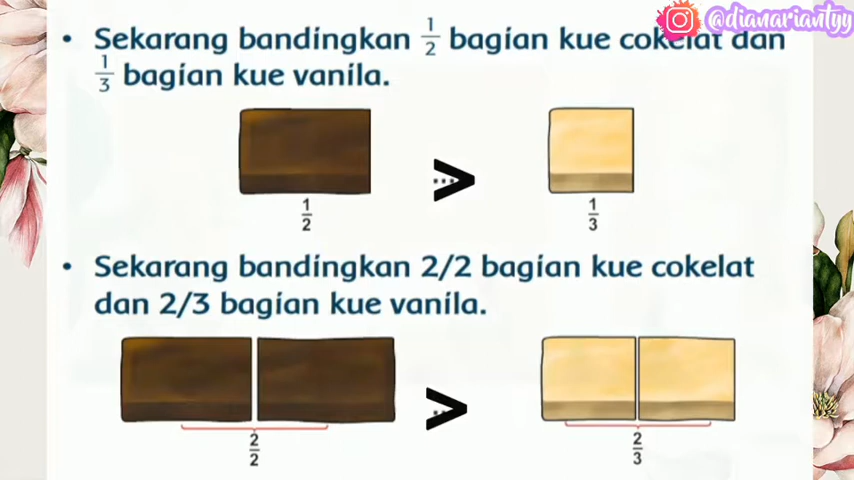 @dianariantyy
• Sekarang bandingkan 1/2 bagian kue cokelat dan
1/3 bagian kue vanila.
... >
1/2
1/3
• Sekarang bandingkan 2/2 bagian kue cokelat
dan 2/3 bagian kue vanila.
... >
2/2
2/3